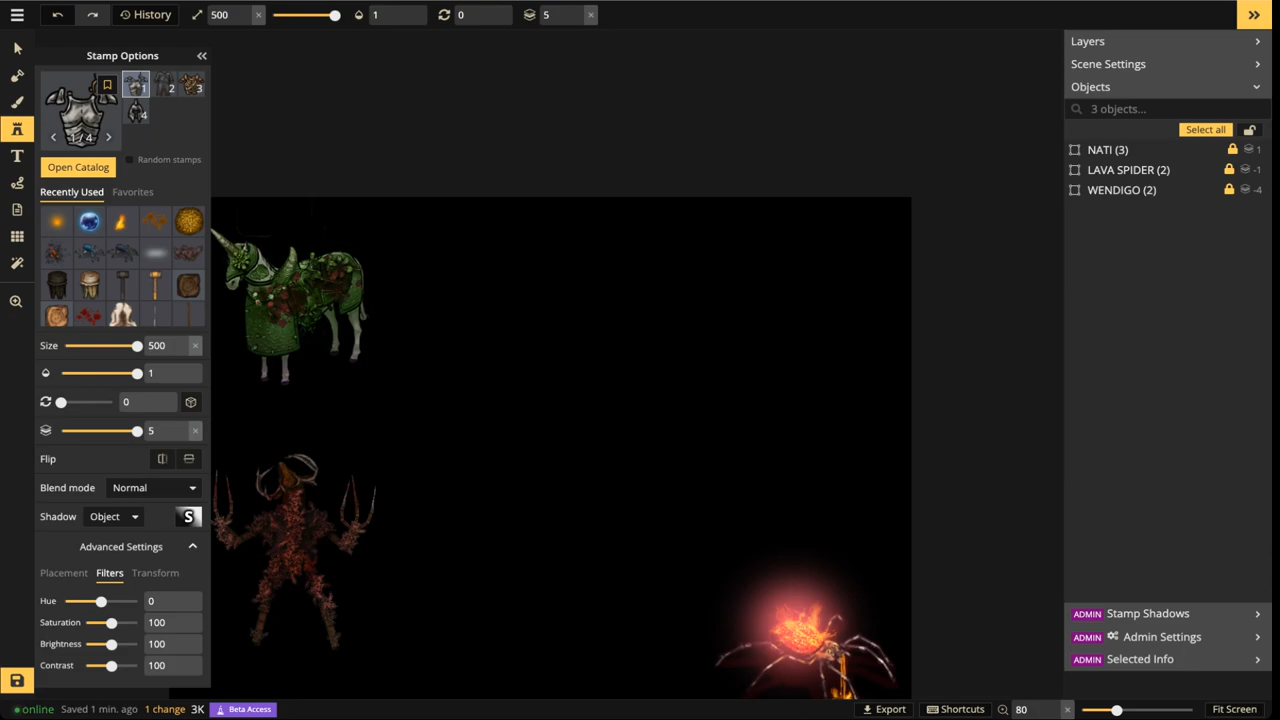 History 500 × 1 0 5 ×
Stamp Options
1 2 3
4
1/4
Open Catalog Random stamps
Recently Used Favorites
Size 500 ×
1
0
5 ×
Flip
Blend mode Normal
Shadow Object S
Advanced Settings
Placement Filters Transform
Hue 0
Saturation 100
Brightness 100
Contrast 100
Layers
Scene Settings
Objects
3 objects...
Select all
NATI (3) 1
LAVA SPIDER (2) -1
WENDIGO (2) -4
ADMIN Stamp Shadows
ADMIN Admin Settings
ADMIN Selected Info
online Saved 1 min. ago 1 change 3K Beta Access Export Shortcuts 80 × Fit Screen